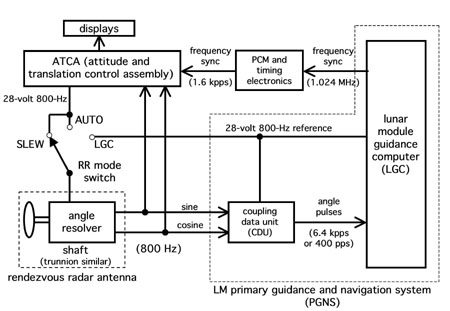 displays
ATCA (attitude and
translation control assembly)
frequency
sync
(1.6 kpps)
PCM and
timing
electronics
frequency
sync
(1.024 MHz)
28-volt 800-Hz
AUTO
SLEW
LGC
RR mode
switch
28-volt 800-Hz reference
lunar
module
guidance
computer
(LGC)
angle
resolver
sine
cosine
(800 Hz)
coupling
data unit
(CDU)
angle
pulses
(6.4 kpps
or 400 pps)
shaft
(trunnion similar)
rendezvous radar antenna
LM primary guidance and navigation system
(PGNS)